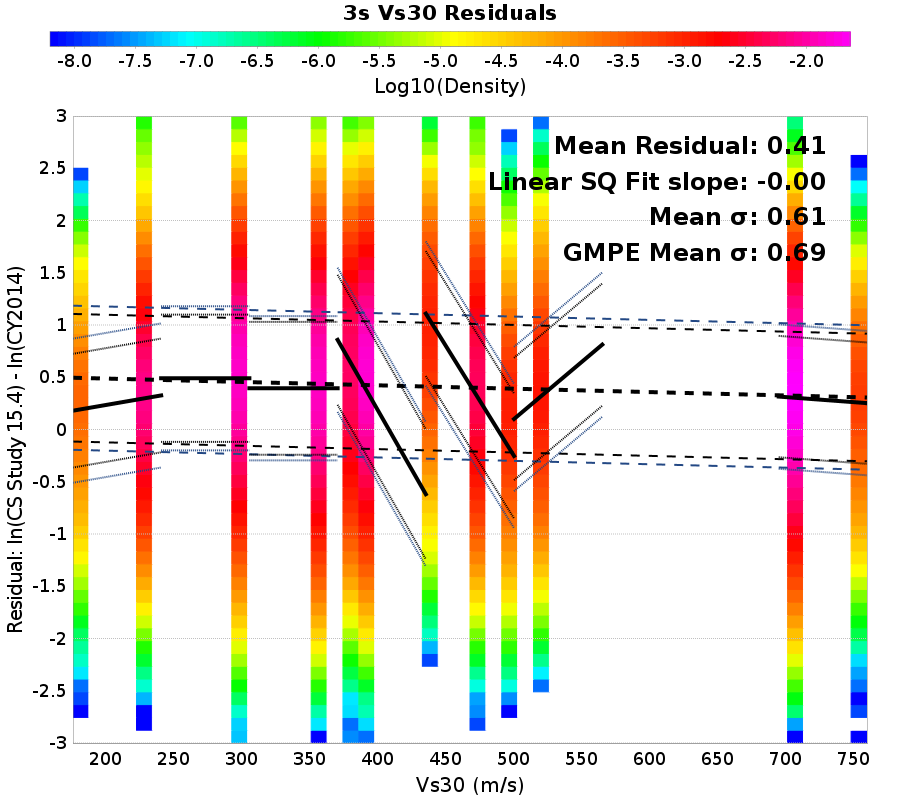 3s Vs30 Residuals
-8.0 -7.5 -7.0 -6.5 -6.0 -5.5 -5.0 -4.5 -4.0 -3.5 -3.0 -2.5 -2.0
Log10(Density)
Mean Residual: 0.41
Linear SQ Fit slope: -0.00
Mean σ: 0.61
GMPE Mean σ: 0.69
Residual: ln(CS Study 15.4) - ln(CY2014)
3
2.5
2
1.5
1
0.5
0
-0.5
-1
-1.5
-2
-2.5
-3
200 250 300 350 400 450 500 550 600 650 700 750
Vs30 (m/s)